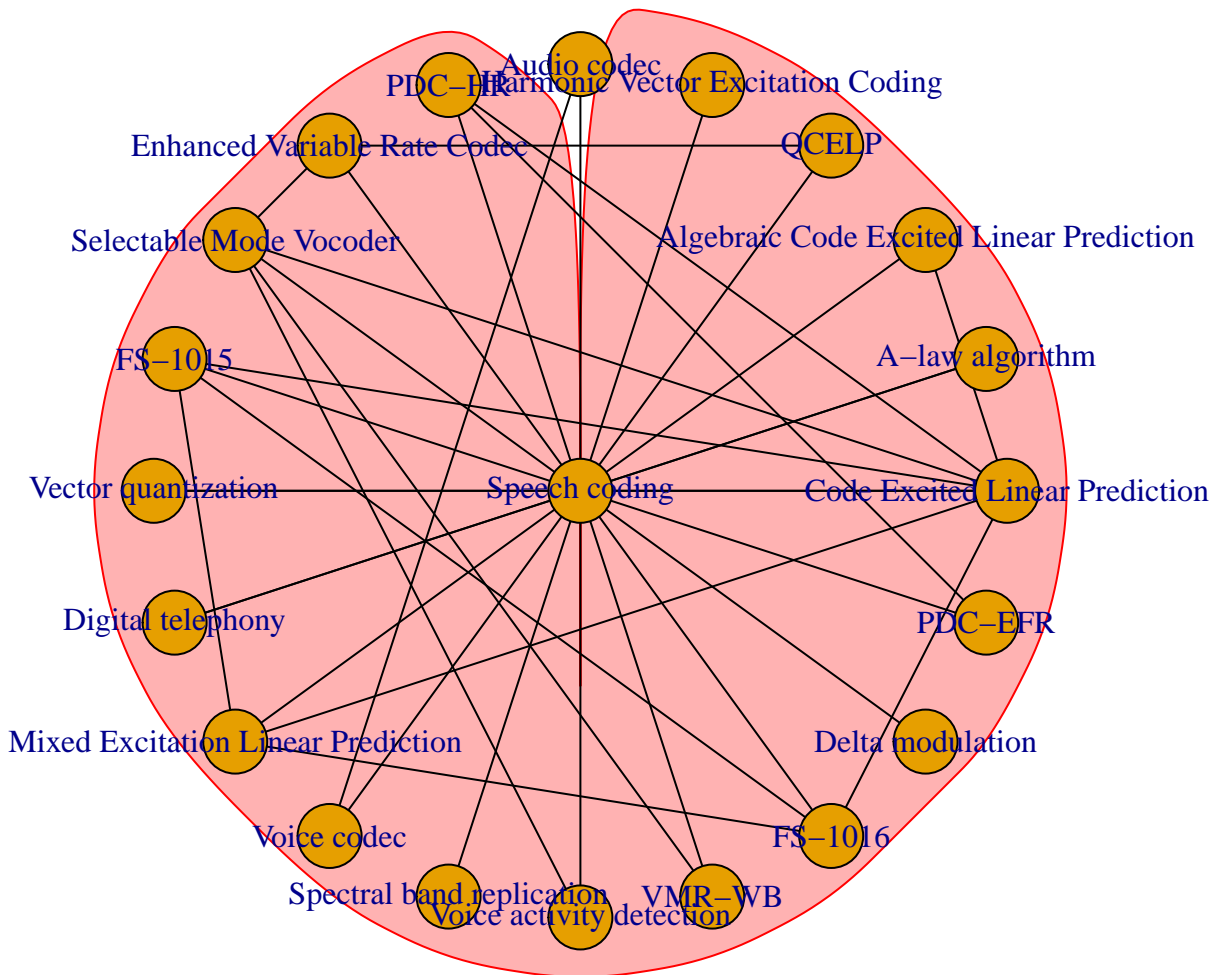 Audio codec
PDC−HR
Harmonic Vector Excitation Coding
Enhanced Variable Rate Codec
QCELP
Selectable Mode Vocoder
Algebraic Code Excited Linear Prediction
FS−1015
A−law algorithm
Vector quantization
Speech coding
Code Excited Linear Prediction
Digital telephony
PDC−EFR
Mixed Excitation Linear Prediction
Delta modulation
Voice codec
FS−1016
Spectral band replication
VMR−WB
Voice activity detection